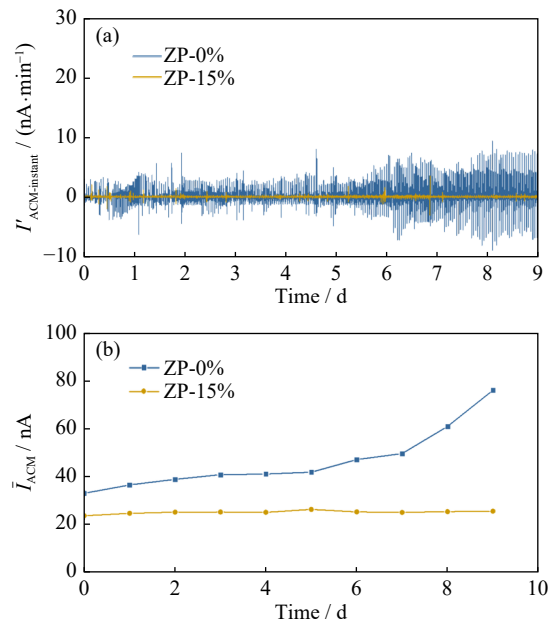 (a)
ZP-0%
ZP-15%
I′ACM-instant / (nA·min⁻¹)
30
20
10
0
−10
0 1 2 3 4 5 6 7 8 9
Time / d
(b)
ZP-0%
ZP-15%
ĪACM / nA
100
80
60
40
20
0
0 2 4 6 8 10
Time / d